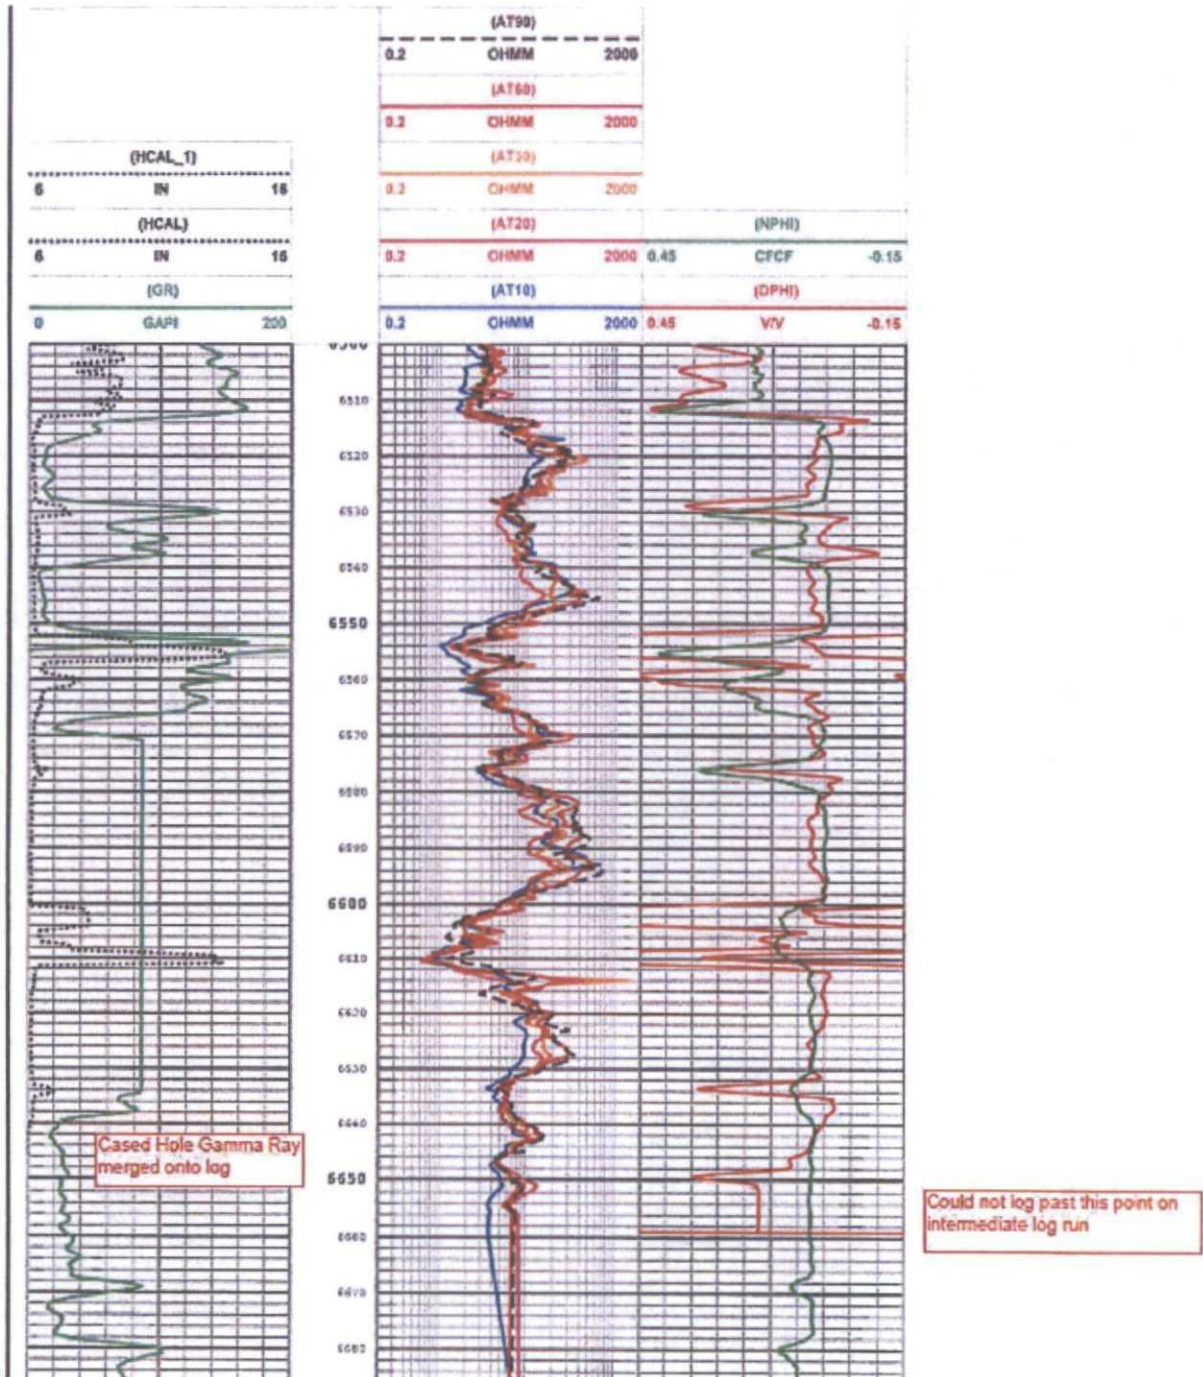 (AT90)
0.2 OHMM 2000
(AT60)
0.2 OHMM 2000
(HCAL_1)
6 IN 16
(AT30)
0.2 OHMM 2000
(HCAL)
6 IN 16
(AT20)
0.2 OHMM 2000
(NPHI)
0.45 CFCF -0.15
(GR)
0 GAPI 200
(AT10)
0.2 OHMM 2000
(DPHI)
0.45 V/V -0.15
6500
6510
6520
6530
6540
6550
6560
6570
6580
6590
6600
6610
6620
6630
6640
Cased Hole Gamma Ray
merged onto log
6650
Could not log past this point on
intermediate log run
6660
6670
6680